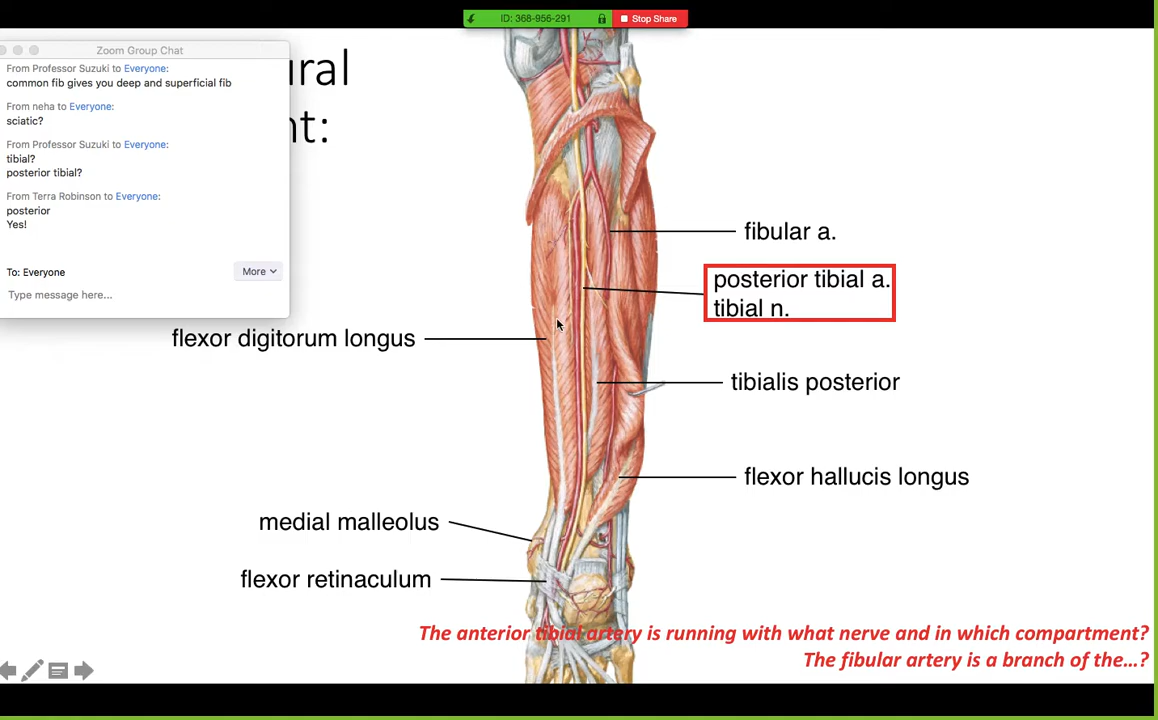 ID: 368-956-291
Stop Share
Zoom Group Chat
From Professor Suzuki to Everyone:
common fib gives you deep and superficial fib
From neha to Everyone:
sciatic?
From Professor Suzuki to Everyone:
tibial?
posterior tibial?
From Terra Robinson to Everyone:
posterior
Yes!
To: Everyone
More
Type message here...
ural
nt:
fibular a.
posterior tibial a.
tibial n.
flexor digitorum longus
tibialis posterior
flexor hallucis longus
medial malleolus
flexor retinaculum
The anterior tibial artery is running with what nerve and in which compartment?
The fibular artery is a branch of the...?